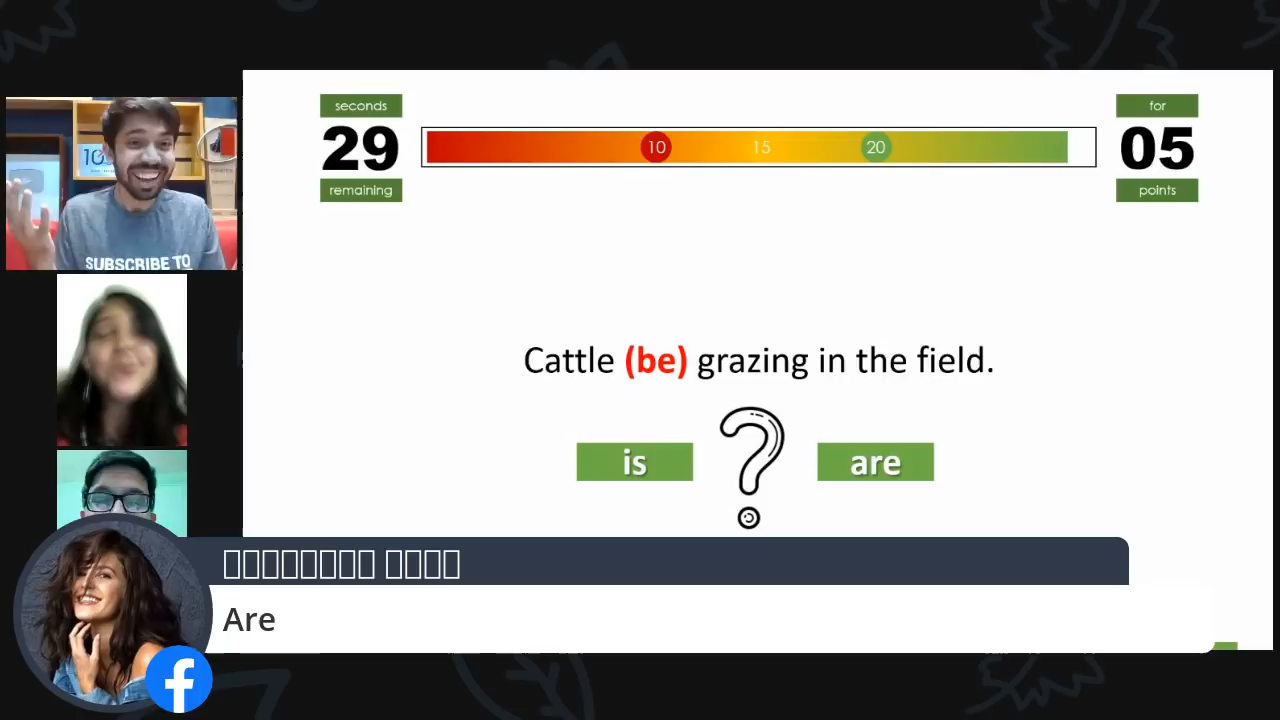 seconds
29
remaining
10
15
20
for
05
points
10
SUBSCRIBE TO
Cattle (be) grazing in the field.
is
are
Are